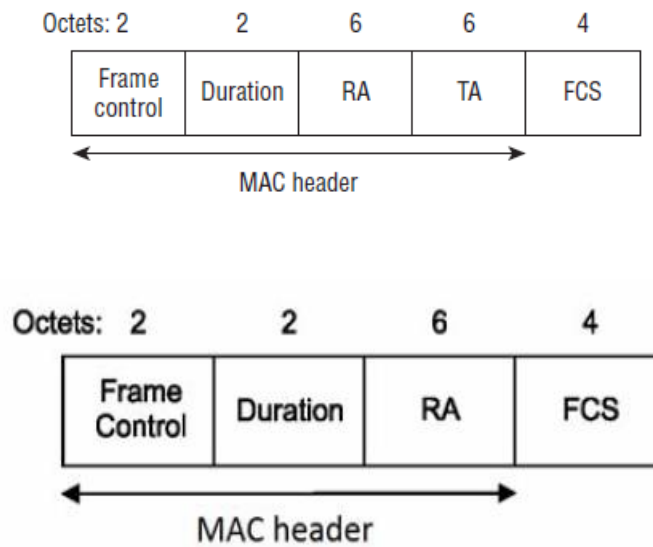 Octets: 2 2 6 6 4
Frame control Duration RA TA FCS
MAC header
Octets: 2 2 6 4
Frame Control Duration RA FCS
MAC header